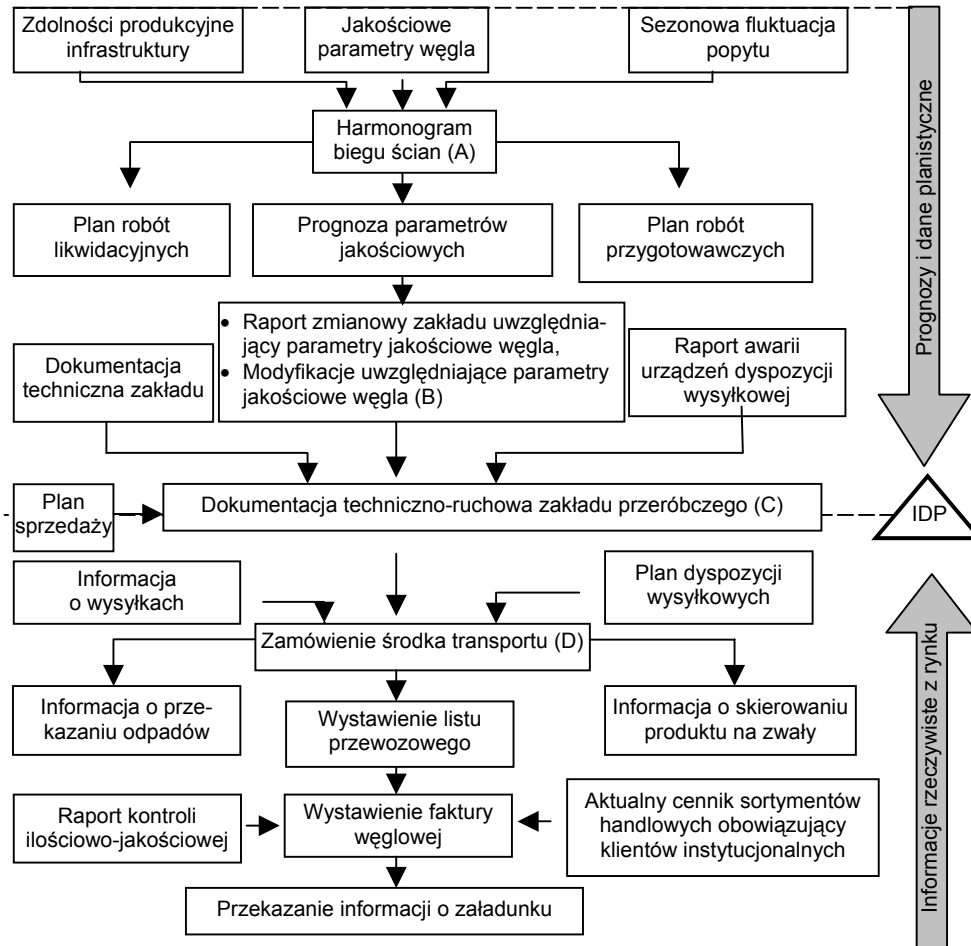 Zdolności produkcyjne
infrastruktury
Jakościowe
parametry węgla
Sezonowa fluktuacja
popytu
Harmonogram
biegu ścian (A)
Plan robót
likwidacyjnych
Prognoza parametrów
jakościowych
Plan robót
przygotowawczych
• Raport zmianowy zakładu uwzględnia-
jący parametry jakościowe węgla,
• Modyfikacje uwzględniające parametry
jakościowe węgla (B)
Dokumentacja
techniczna zakładu
Raport awarii
urządzeń dyspozycji
wysyłkowej
Plan
sprzedaży
Dokumentacja techniczno-ruchowa zakładu przeróbczego (C)
IDP
Informacja
o wysyłkach
Plan dyspozycji
wysyłkowych
Zamówienie środka transportu (D)
Informacja o prze-
kazaniu odpadów
Wystawienie listu
przewozowego
Informacja o skierowaniu
produktu na zwały
Raport kontroli
ilościowo-jakościowej
Wystawienie faktury
węglowej
Aktualny cennik sortymentów
handlowych obowiązujący
klientów instytucjonalnych
Przekazanie informacji o załadunku
Prognozy i dane planistyczne
Informacje rzeczywiste z rynku